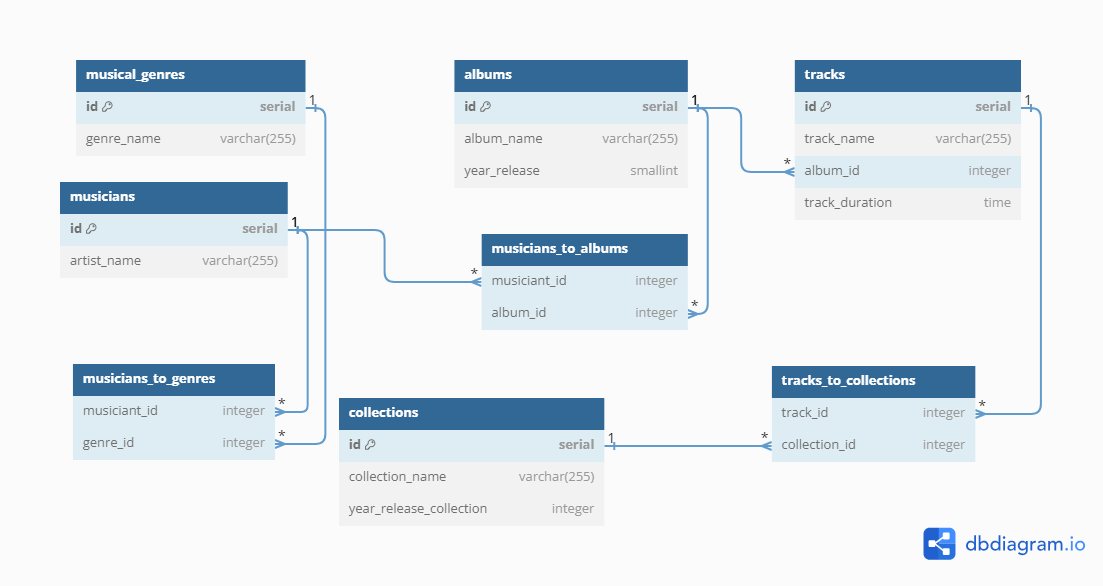 musical_genres
id serial
genre_name varchar(255)
musicians
id serial
artist_name varchar(255)
musicians_to_genres
musiciant_id integer
genre_id integer
albums
id serial
album_name varchar(255)
year_release smallint
musicians_to_albums
musiciant_id integer
album_id integer
collections
id serial
collection_name varchar(255)
year_release_collection integer
tracks
id serial
track_name varchar(255)
album_id integer
track_duration time
tracks_to_collections
track_id integer
collection_id integer
1
1
1
1
1
*
*
*
*
*
*
*
dbdiagram.io